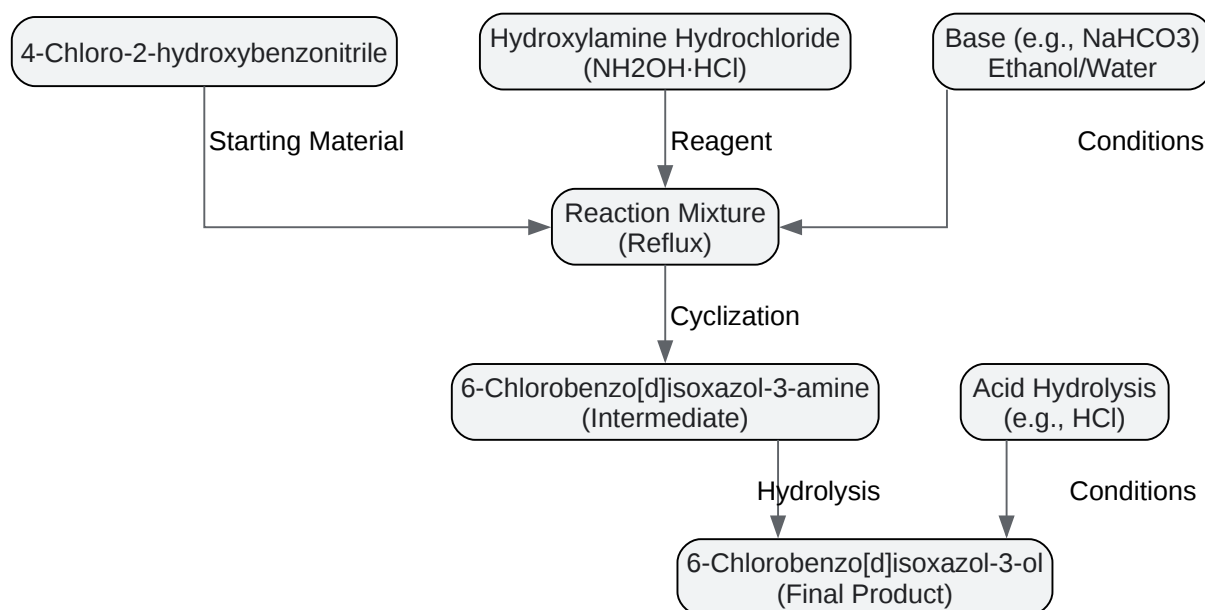 4-Chloro-2-hydroxybenzonitrile
Hydroxylamine Hydrochloride
(NH2OH·HCl)
Base (e.g., NaHCO3)
Ethanol/Water
Starting Material
Reagent
Conditions
Reaction Mixture
(Reflux)
Cyclization
6-Chlorobenzo[d]isoxazol-3-amine
(Intermediate)
Acid Hydrolysis
(e.g., HCl)
Hydrolysis
Conditions
6-Chlorobenzo[d]isoxazol-3-ol
(Final Product)